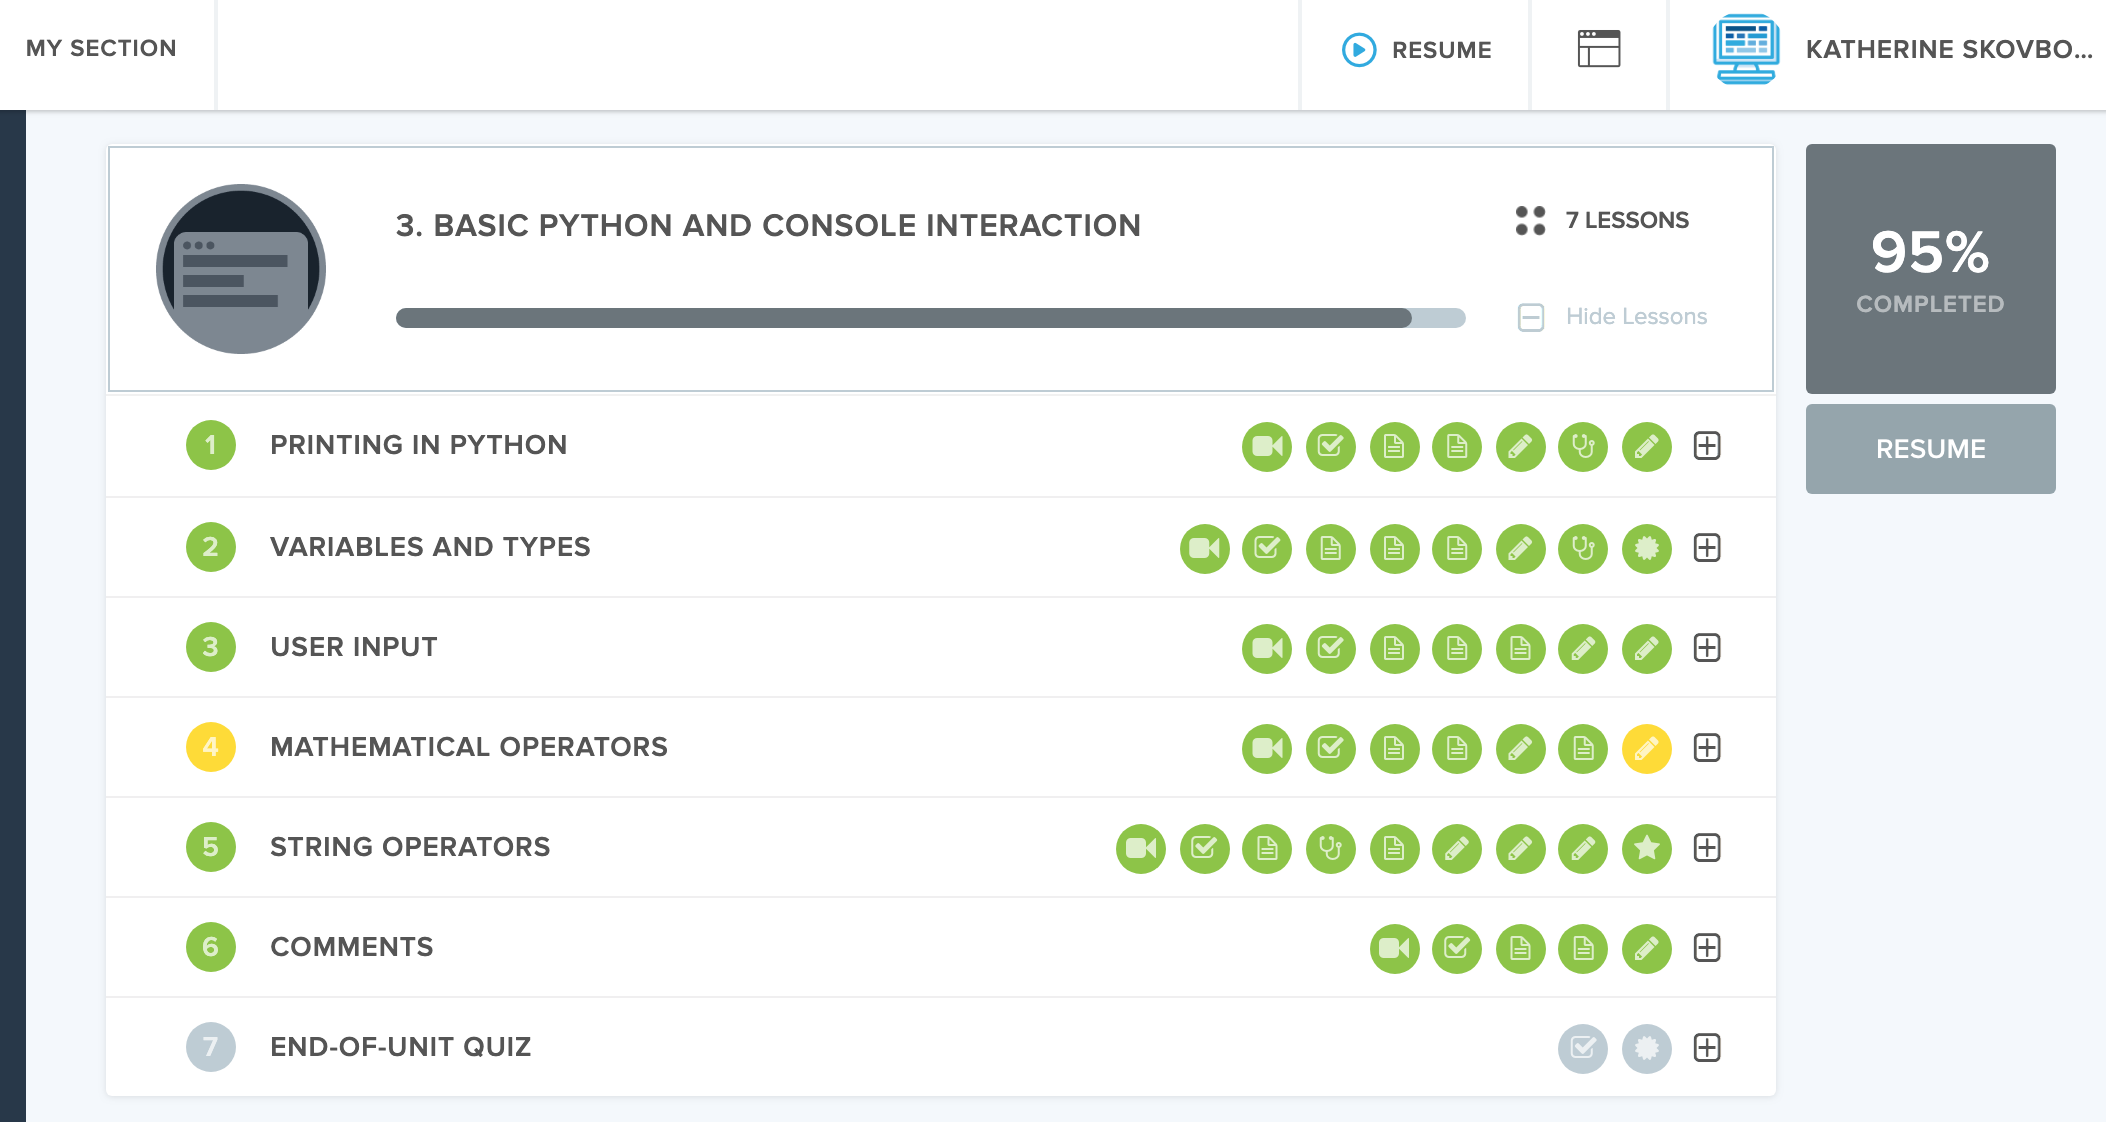 MY SECTION
RESUME
KATHERINE SKOVBO...
3. BASIC PYTHON AND CONSOLE INTERACTION
7 LESSONS
Hide Lessons
95%
COMPLETED
RESUME
1 PRINTING IN PYTHON
2 VARIABLES AND TYPES
3 USER INPUT
4 MATHEMATICAL OPERATORS
5 STRING OPERATORS
6 COMMENTS
7 END-OF-UNIT QUIZ